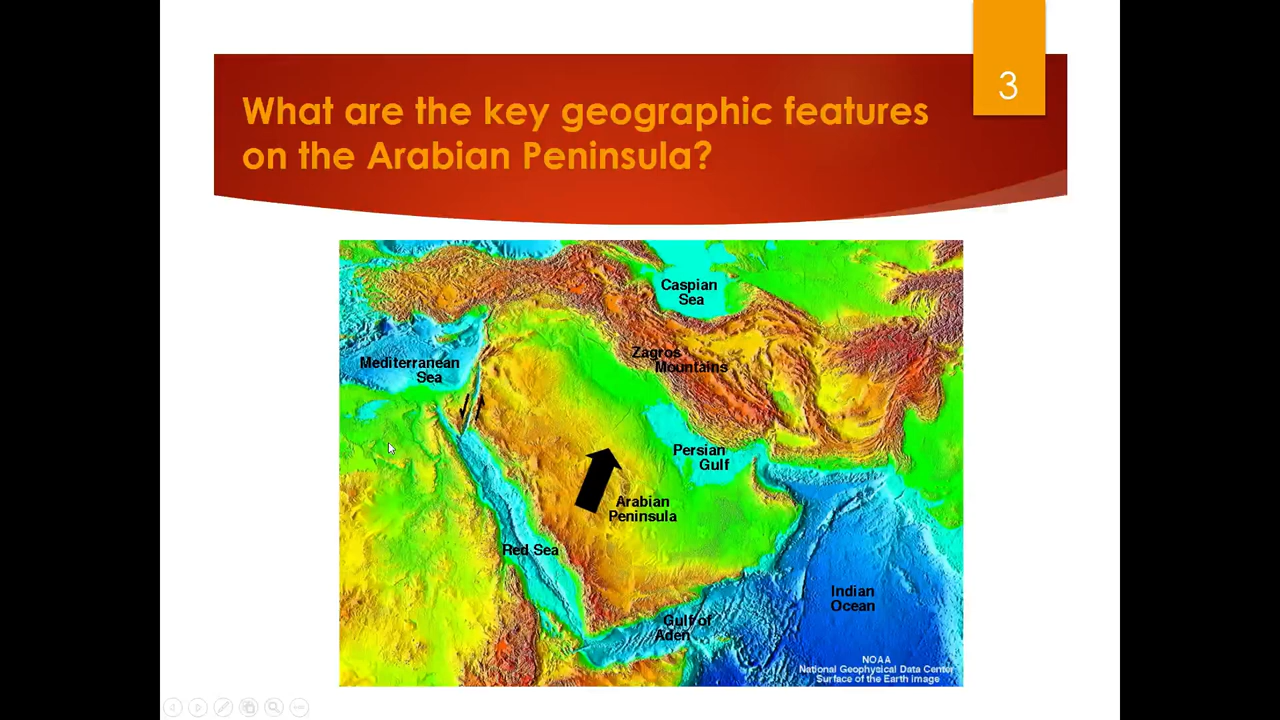 3
What are the key geographic features
on the Arabian Peninsula?
Caspian
Sea
Zagros
Mountains
Mediterranean
Sea
Persian
Gulf
Arabian
Peninsula
Red Sea
Indian
Ocean
Gulf of
Aden
NOAA
National Geophysical Data Center
Surface of the Earth image